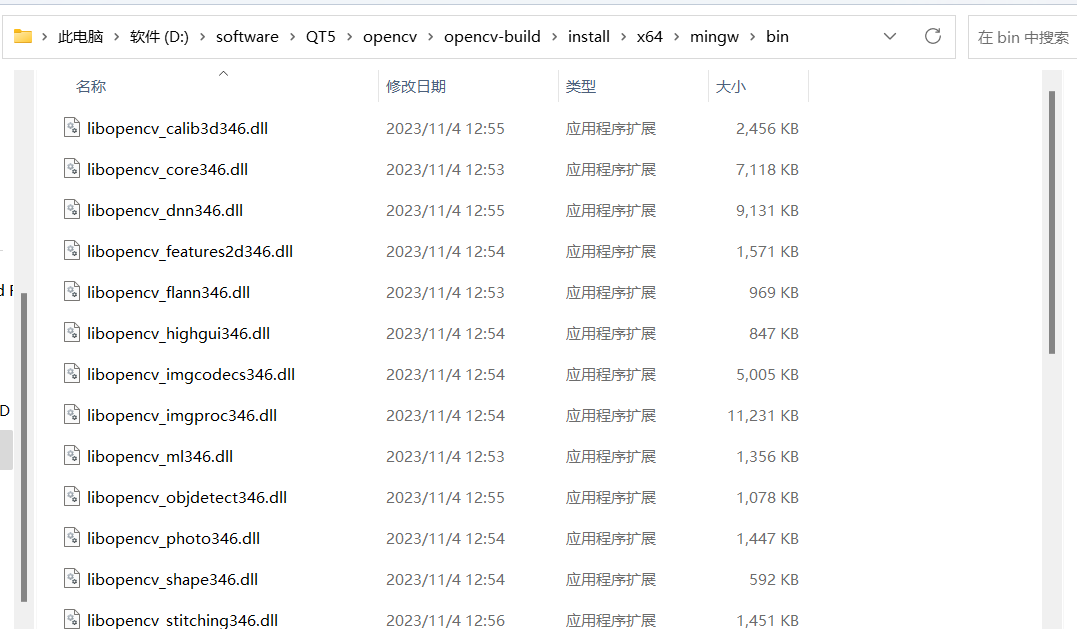 此电脑 > 软件 (D:) > software > QT5 > opencv > opencv-build > install > x64 > mingw > bin 在 bin 中搜索
名称 修改日期 类型 大小
libopencv_calib3d346.dll 2023/11/4 12:55 应用程序扩展 2,456 KB
libopencv_core346.dll 2023/11/4 12:53 应用程序扩展 7,118 KB
libopencv_dnn346.dll 2023/11/4 12:55 应用程序扩展 9,131 KB
libopencv_features2d346.dll 2023/11/4 12:54 应用程序扩展 1,571 KB
libopencv_flann346.dll 2023/11/4 12:53 应用程序扩展 969 KB
libopencv_highgui346.dll 2023/11/4 12:54 应用程序扩展 847 KB
libopencv_imgcodecs346.dll 2023/11/4 12:54 应用程序扩展 5,005 KB
libopencv_imgproc346.dll 2023/11/4 12:54 应用程序扩展 11,231 KB
libopencv_ml346.dll 2023/11/4 12:53 应用程序扩展 1,356 KB
libopencv_objdetect346.dll 2023/11/4 12:55 应用程序扩展 1,078 KB
libopencv_photo346.dll 2023/11/4 12:54 应用程序扩展 1,447 KB
libopencv_shape346.dll 2023/11/4 12:54 应用程序扩展 592 KB
libopencv_stitching346.dll 2023/11/4 12:56 应用程序扩展 1,451 KB